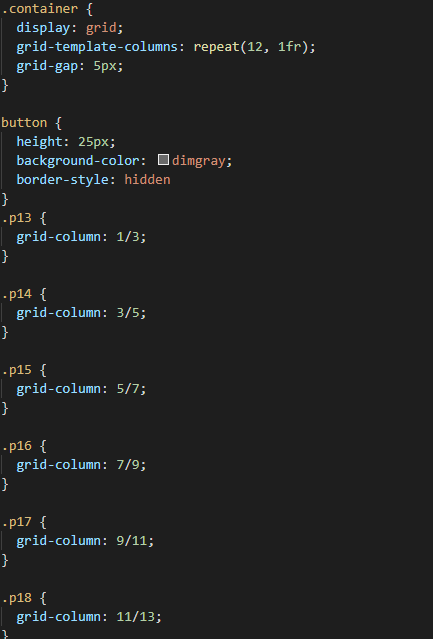 .container {
  display: grid;
  grid-template-columns: repeat(12, 1fr);
  grid-gap: 5px;
}

button {
  height: 25px;
  background-color: dimgray;
  border-style: hidden
}
.p13 {
  grid-column: 1/3;
}

.p14 {
  grid-column: 3/5;
}

.p15 {
  grid-column: 5/7;
}

.p16 {
  grid-column: 7/9;
}

.p17 {
  grid-column: 9/11;
}

.p18 {
  grid-column: 11/13;
}